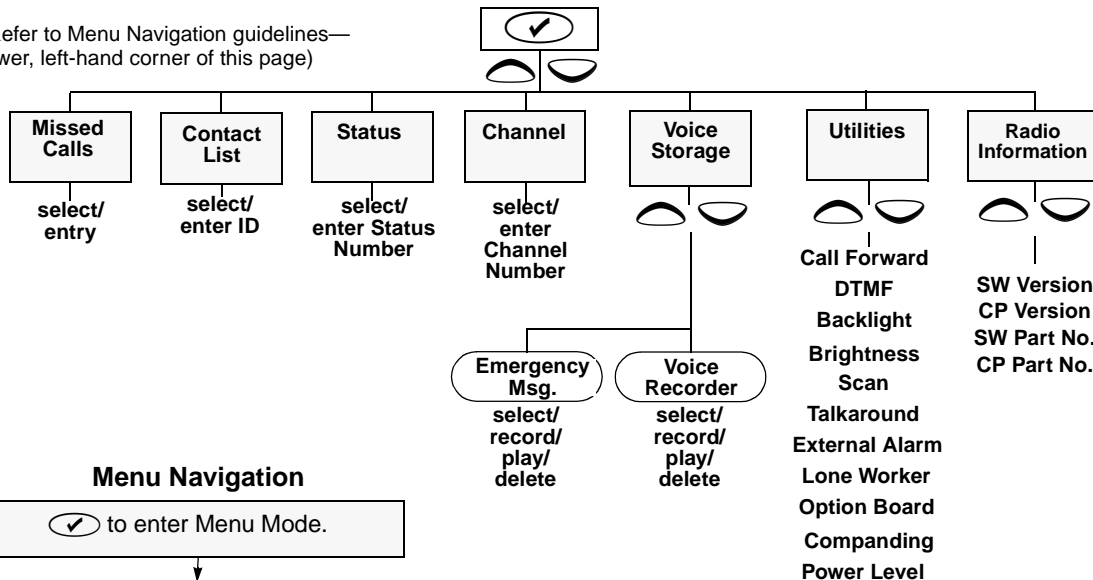 efer to Menu Navigation guidelines—
wer, left-hand corner of this page)
Missed
Calls
select/
entry
Contact
List
select/
enter ID
Status
select/
enter Status
Number
Channel
select/
enter
Channel
Number
Voice
Storage
Emergency
Msg.
select/
record/
play/
delete
Voice
Recorder
select/
record/
play/
delete
Utilities
Call Forward
DTMF
Backlight
Brightness
Scan
Talkaround
External Alarm
Lone Worker
Option Board
Companding
Power Level
Radio
Information
SW Version
CP Version
SW Part No.
CP Part No.
Menu Navigation
to enter Menu Mode.